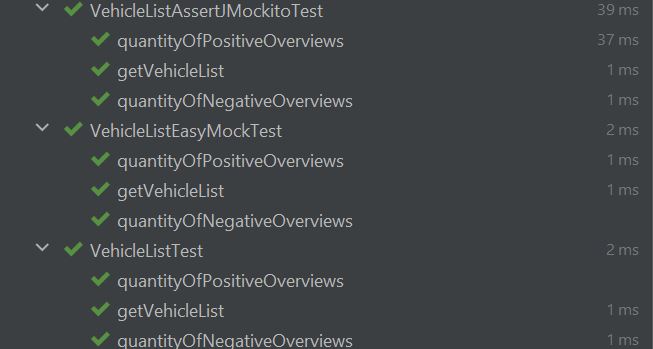 VehicleListAssertJMockitoTest 39 ms
quantityOfPositiveOverviews 37 ms
getVehicleList 1 ms
quantityOfNegativeOverviews 1 ms
VehicleListEasyMockTest 2 ms
quantityOfPositiveOverviews 1 ms
getVehicleList 1 ms
quantityOfNegativeOverviews
VehicleListTest 2 ms
quantityOfPositiveOverviews
getVehicleList 1 ms
quantityOfNegativeOverviews 1 ms